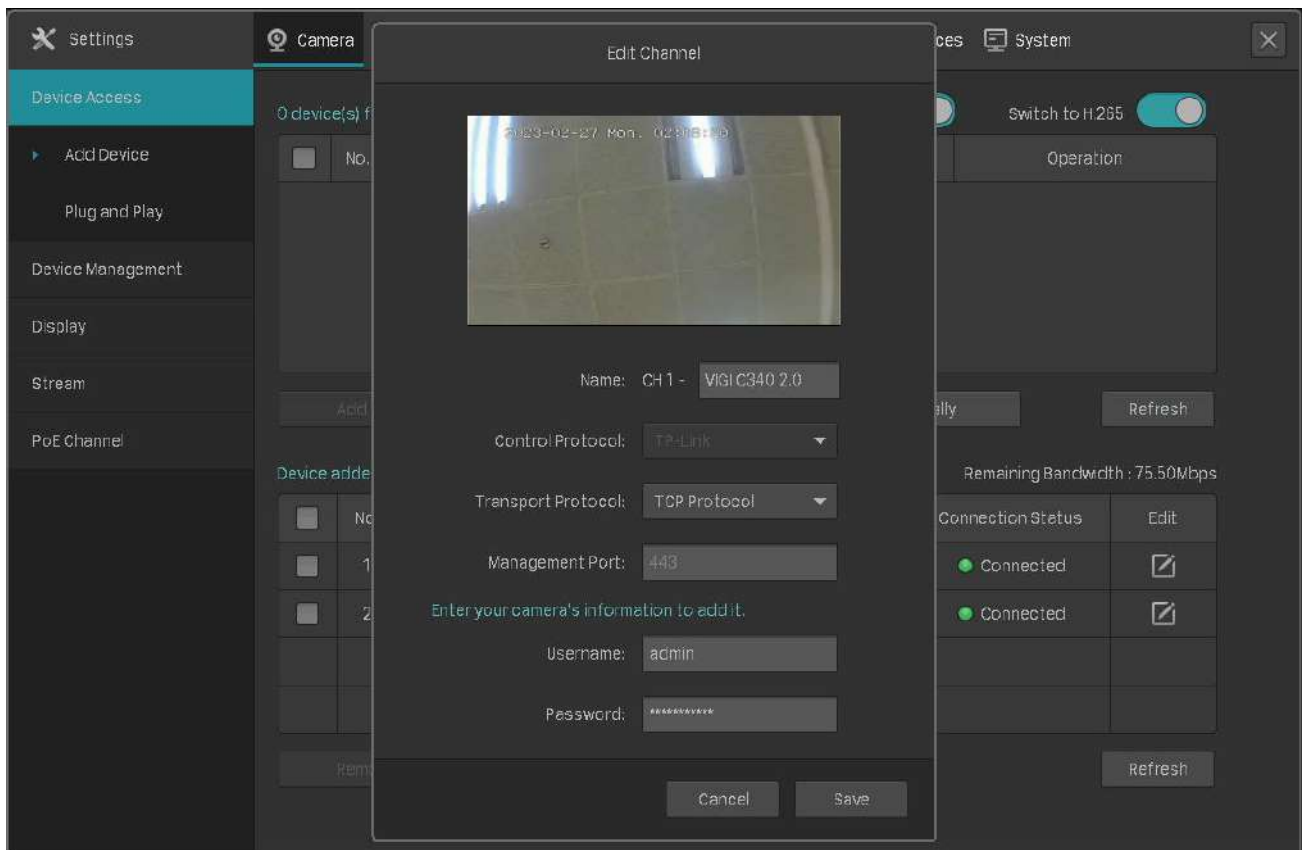 Settings
Camera
Edit Channel
ces
System
Device Access
0 device(s) f
Switch to H.265
2023-02-27 Mon.
Add Device
No.
Operation
Plug and Play
Device Management
Display
Name: CH 1 - VIGI C340 2.0
Stream
Add
ally
Refresh
PoE Channel
Control Protocol: TP-Link
Device adde
Remaining Bandwidth : 75.50Mbps
Transport Protocol: TCP Protocol
No
Connection Status
Edit
Management Port: 443
1
Connected
Enter your camera's information to add it.
2
Connected
Username: admin
Password: ***********
Rem
Refresh
Cancel
Save